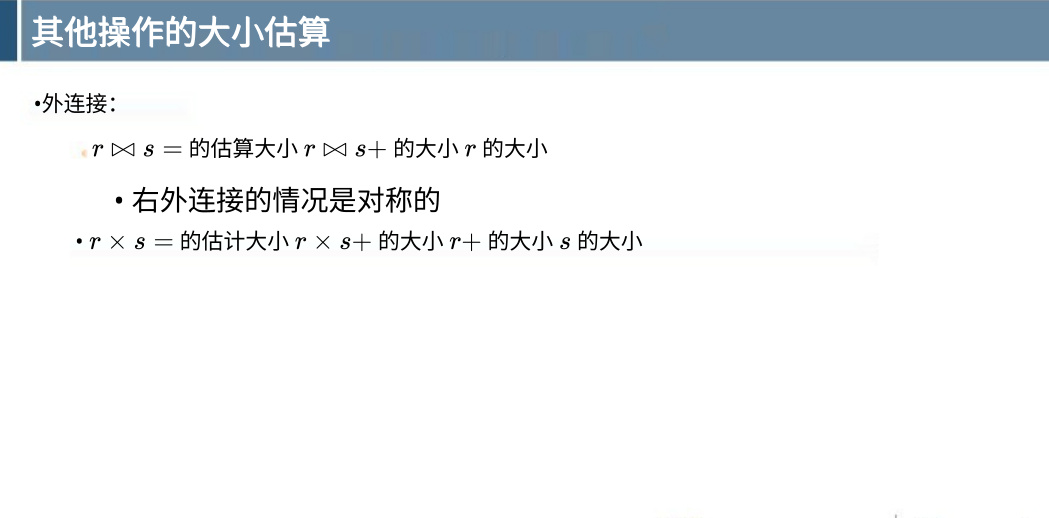 其他操作的大小估算
•外连接：
r ⋈ s = 的估算大小 r ⋈ s+ 的大小 r 的大小
• 右外连接的情况是对称的
• r × s = 的估计大小 r × s+ 的大小 r+ 的大小 s 的大小